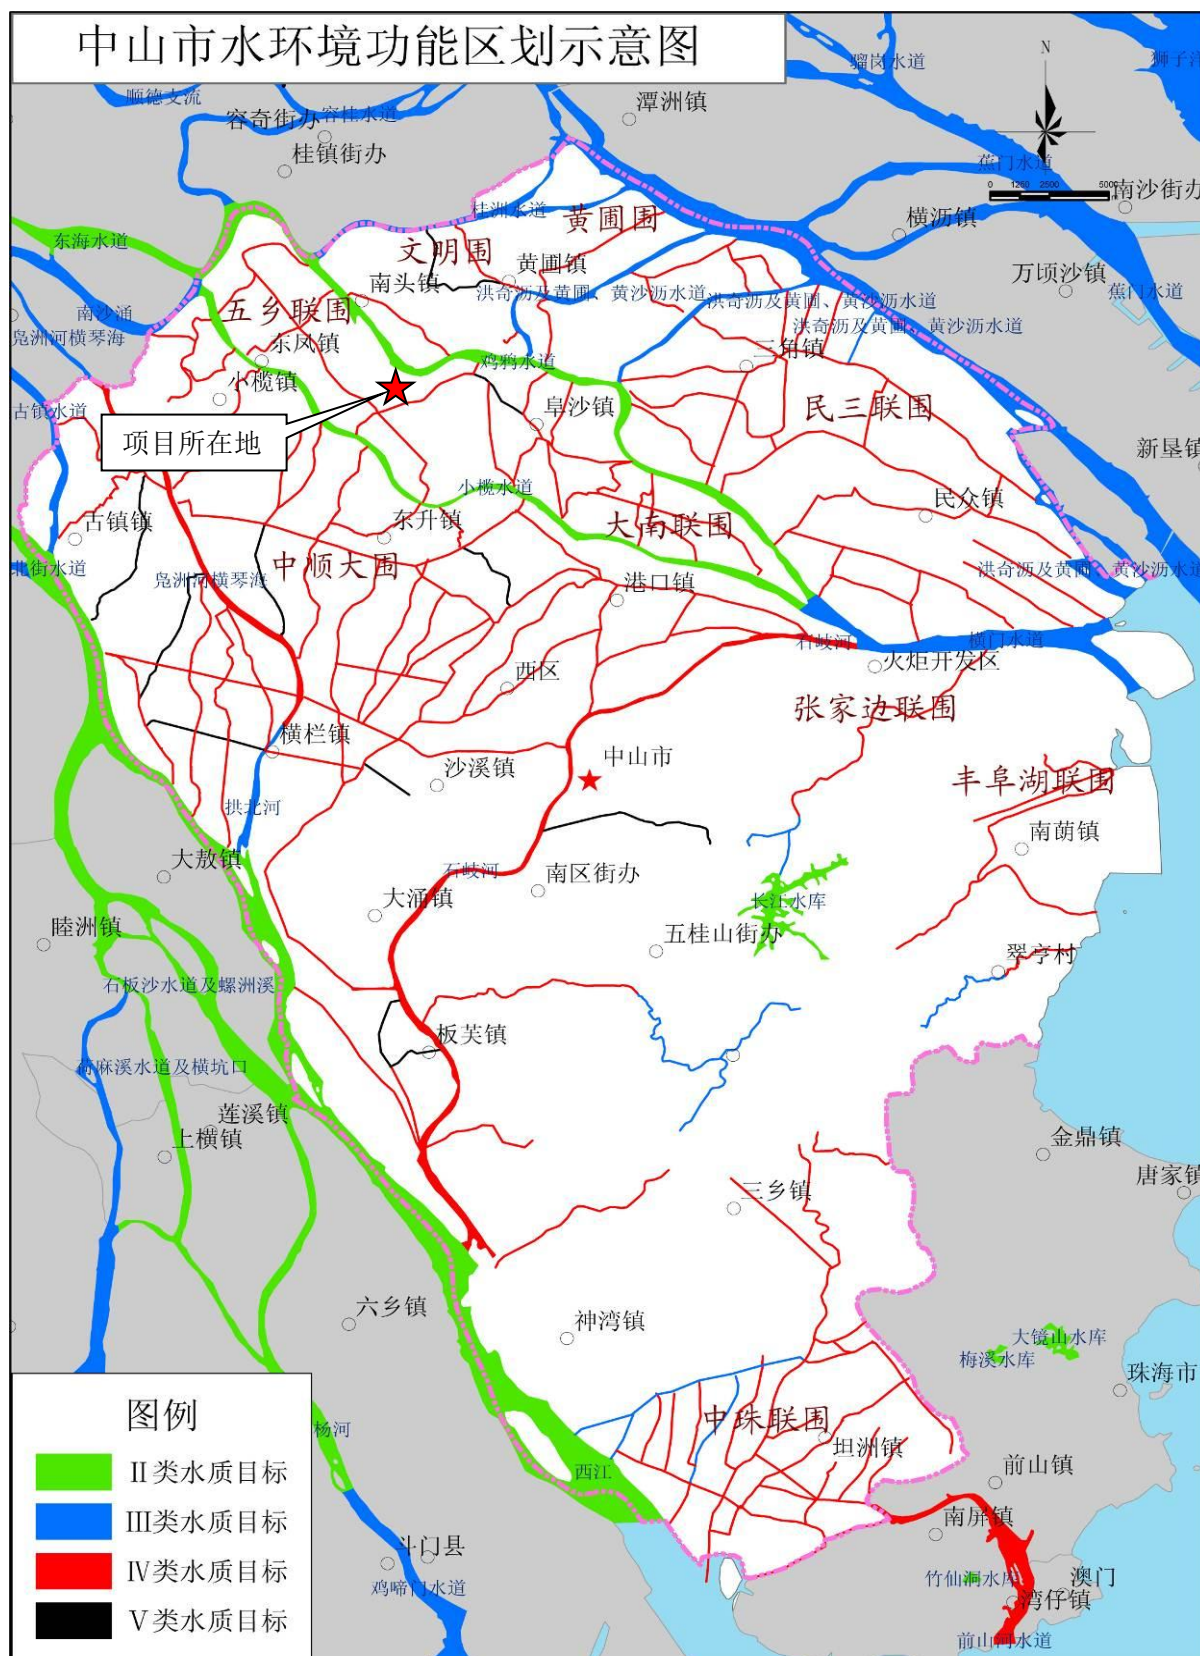 中山市水环境功能区划示意图
骝岗水道
顺德支流
容奇街办
容桂水道
潭洲镇
N
桂镇街办
蕉门水道
0 1250 2500 5000
南沙街办
桂洲水道
黄圃围
横沥镇
东海水道
文明围
黄圃镇
万顷沙镇
南头镇
洪奇沥及黄圃、黄沙沥水道
洪奇沥及黄圃、黄沙沥水道
蕉门水道
南沙涌
五乡联围
洪奇沥及黄圃、黄沙沥水道
凫洲河横琴海
东凤镇
鸡鸦水道
三角镇
小榄镇
古镇水道
阜沙镇
民三联围
项目所在地
新垦镇
小榄水道
民众镇
古镇镇
东升镇
大南联围
北街水道
凫洲河横琴海
中顺大围
港口镇
洪奇沥及黄圃、黄沙沥水道
石岐河
横门水道
西区
火炬开发区
张家边联围
横栏镇
沙溪镇
中山市
丰阜湖联围
拱北河
南蓢镇
大敖镇
石岐河
南区街办
大涌镇
长江水库
睦洲镇
五桂山街办
翠亨村
石板沙水道及螺洲溪
板芙镇
荷麻溪水道及横坑口
莲溪镇
上横镇
金鼎镇
三乡镇
唐家镇
六乡镇
神湾镇
大镜山水库
梅溪水库
珠海市
图例
杨河
中珠联围
坦洲镇
II类水质目标
西江
前山镇
III类水质目标
南屏镇
斗门县
IV类水质目标
鸡啼门水道
竹仙洞水库
澳门
湾仔镇
V类水质目标
前山河水道